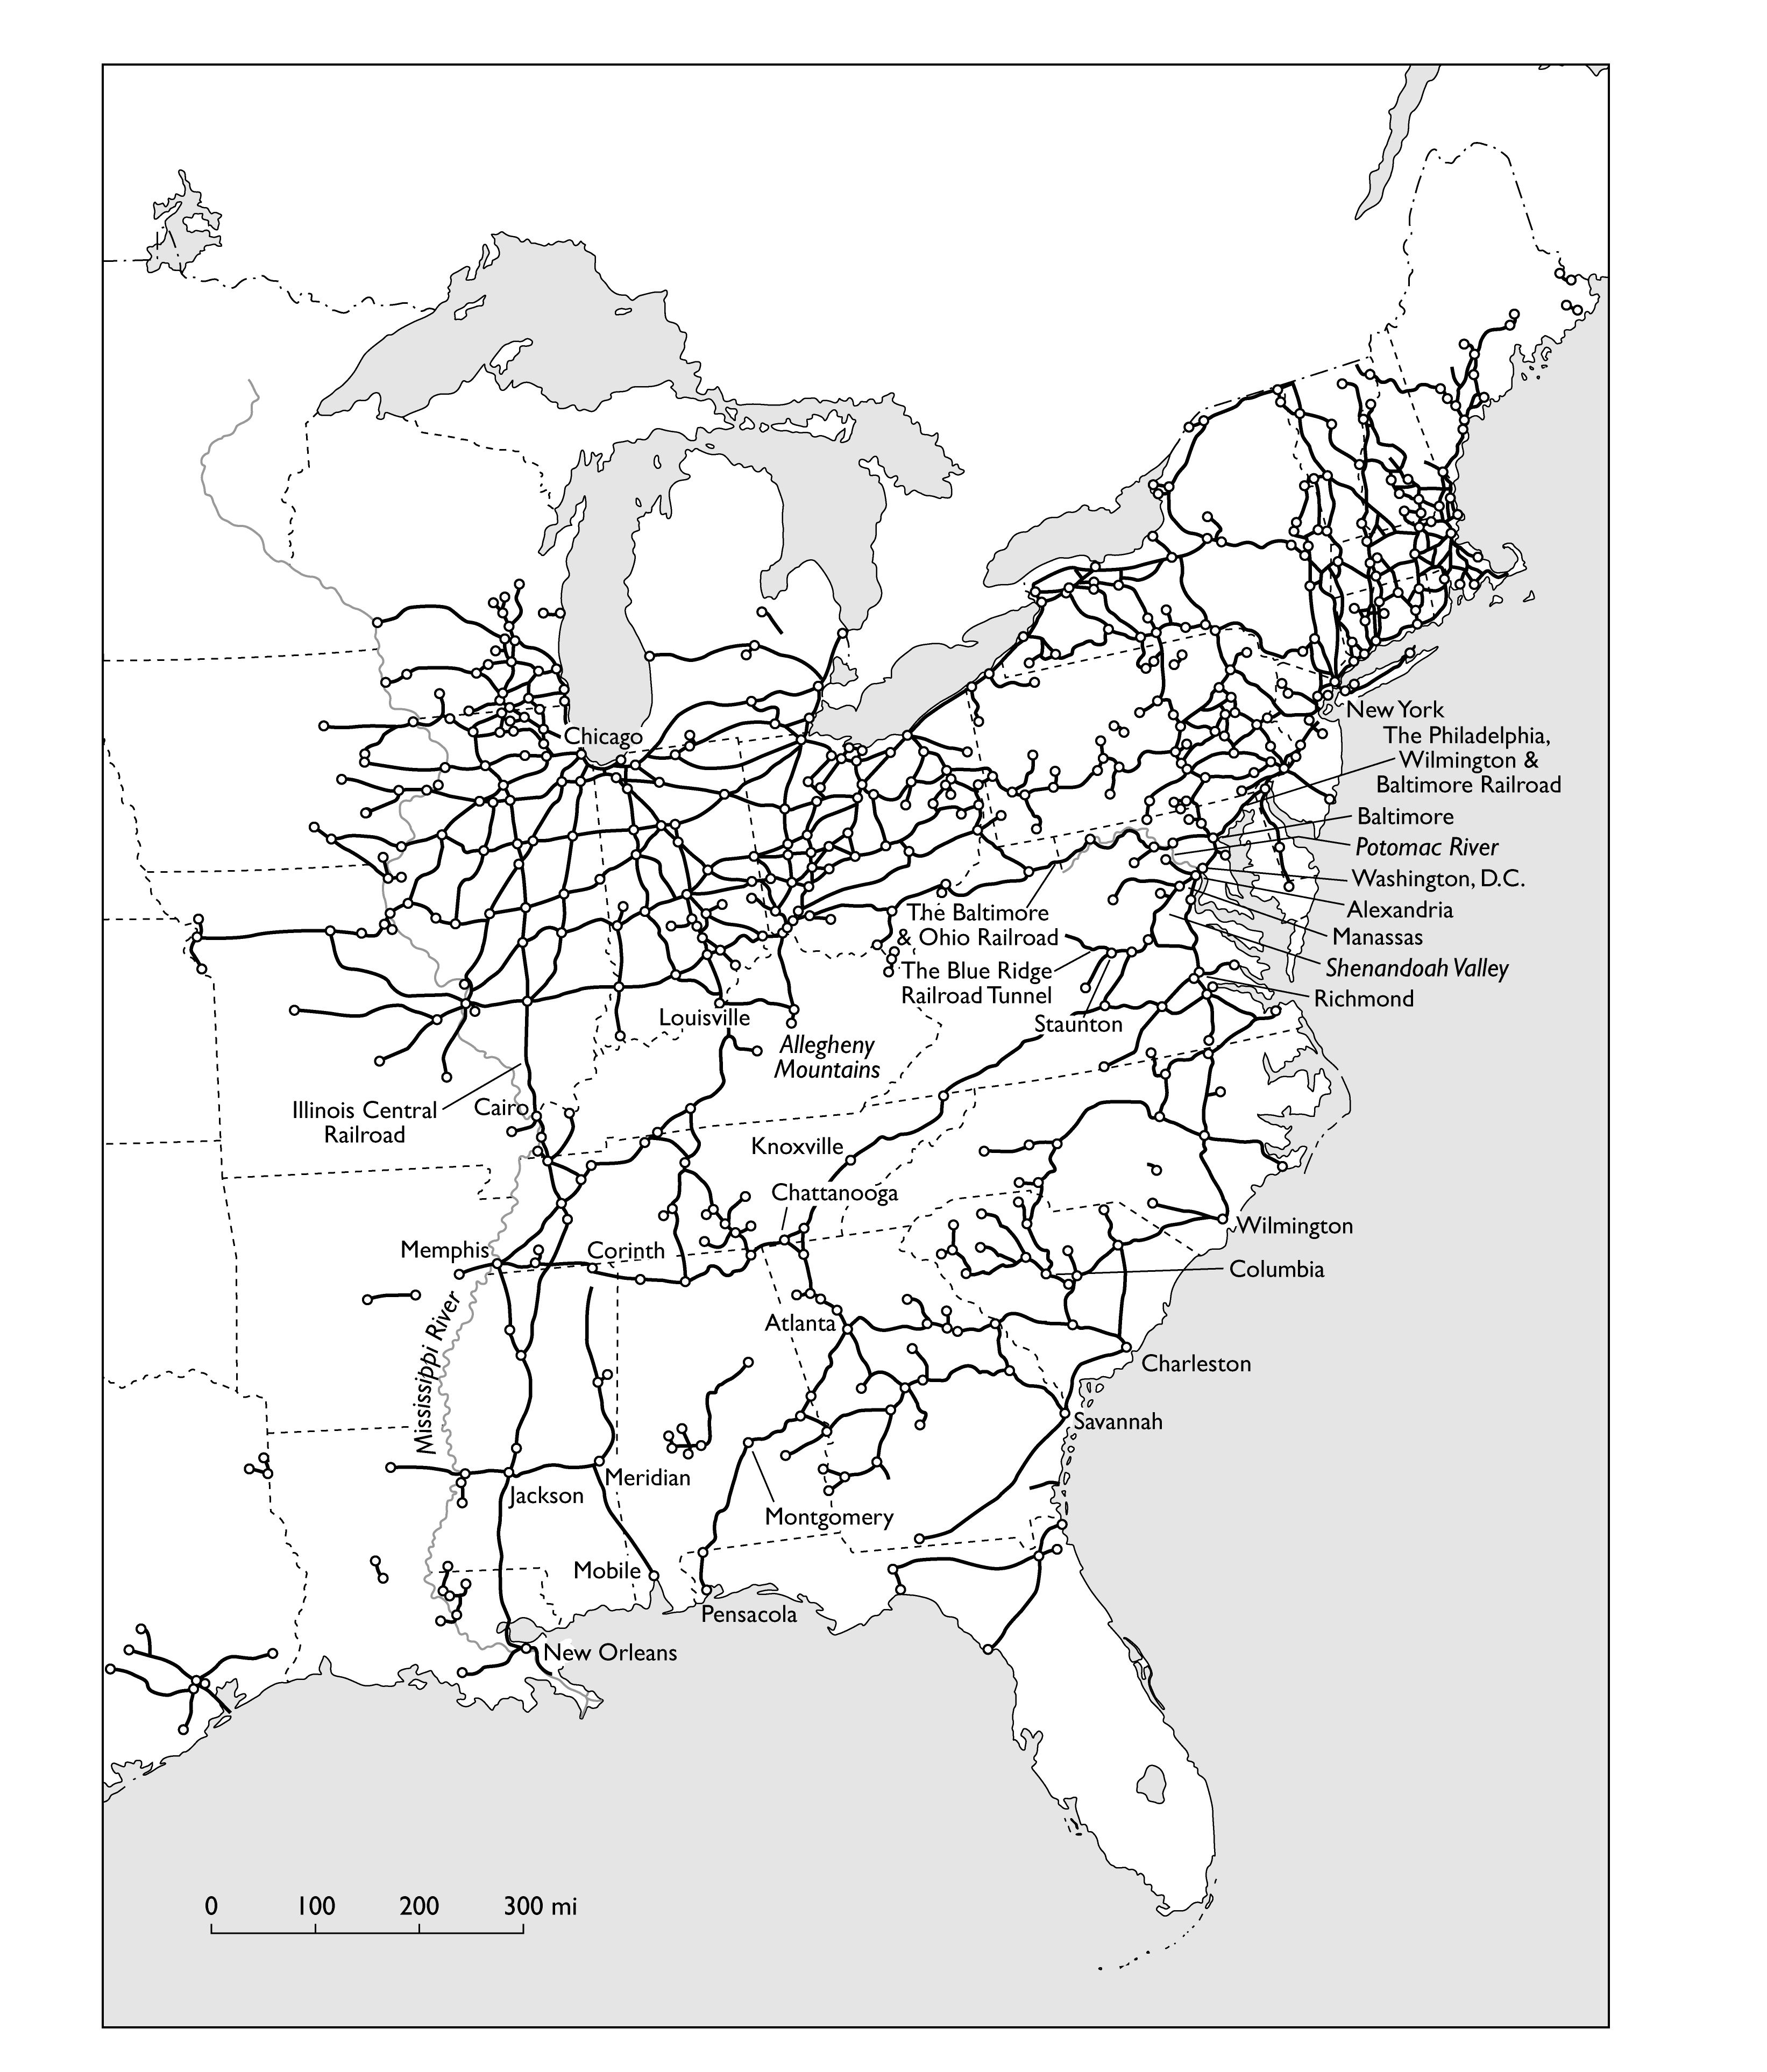 Chicago
New York
The Philadelphia,
Wilmington &
Baltimore Railroad
Baltimore
Potomac River
Washington, D.C.
Alexandria
Manassas
Shenandoah Valley
Richmond
The Baltimore
& Ohio Railroad
The Blue Ridge
Railroad Tunnel
Staunton
Louisville
Allegheny
Mountains
Illinois Central
Railroad
Cairo
Knoxville
Chattanooga
Wilmington
Memphis
Corinth
Columbia
Mississippi River
Atlanta
Charleston
Savannah
Meridian
Jackson
Montgomery
Mobile
Pensacola
New Orleans
0 100 200 300 mi